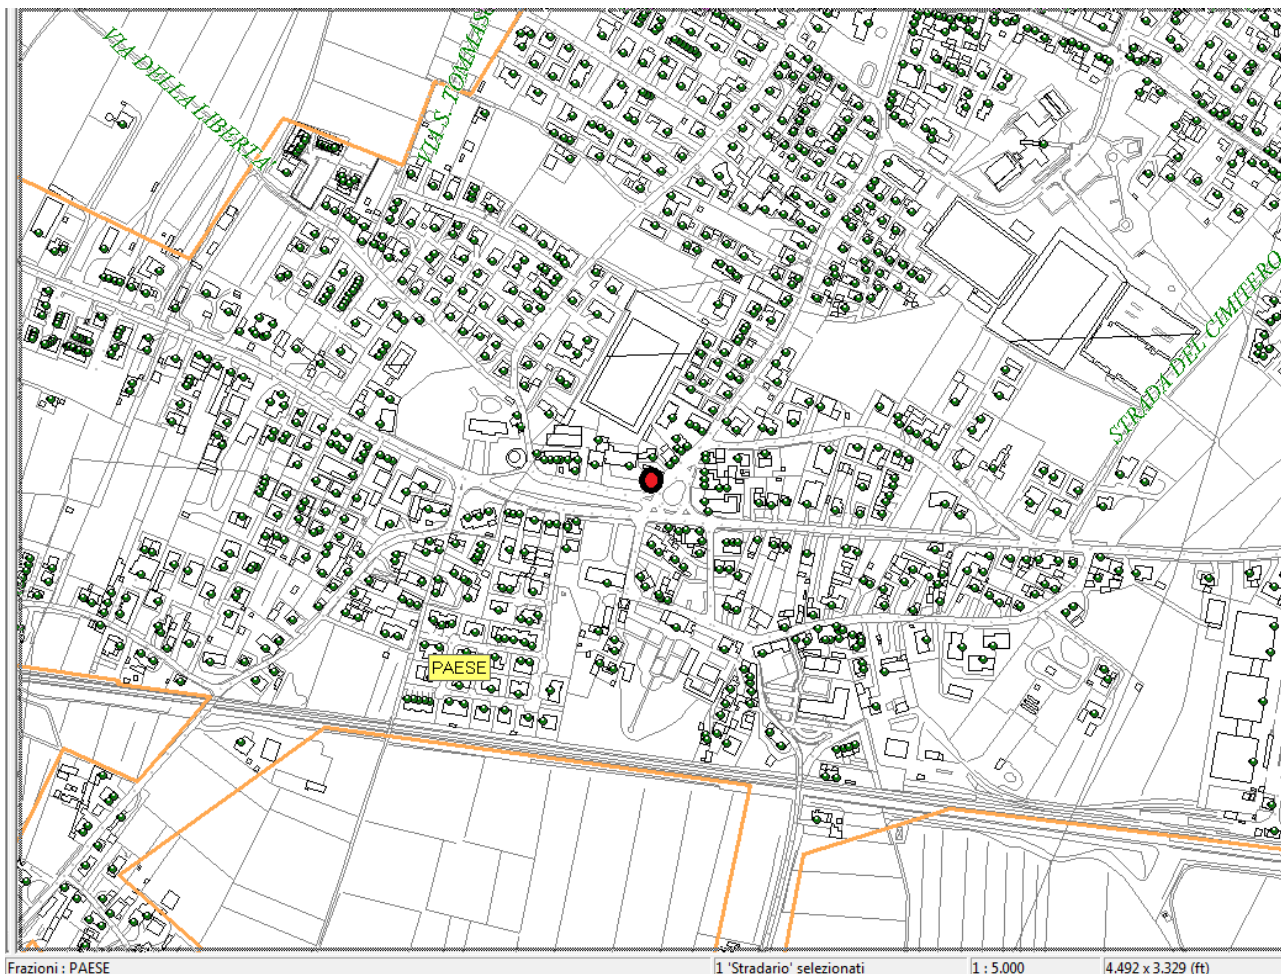 VIA DELLA LIBERTA'
VIA S. TOMMASO
STRADA DEL CIMITERO
PAESE
Frazioni : PAESE
1 'Stradario' selezionati
1 : 5.000
4.492 x 3.329 (ft)